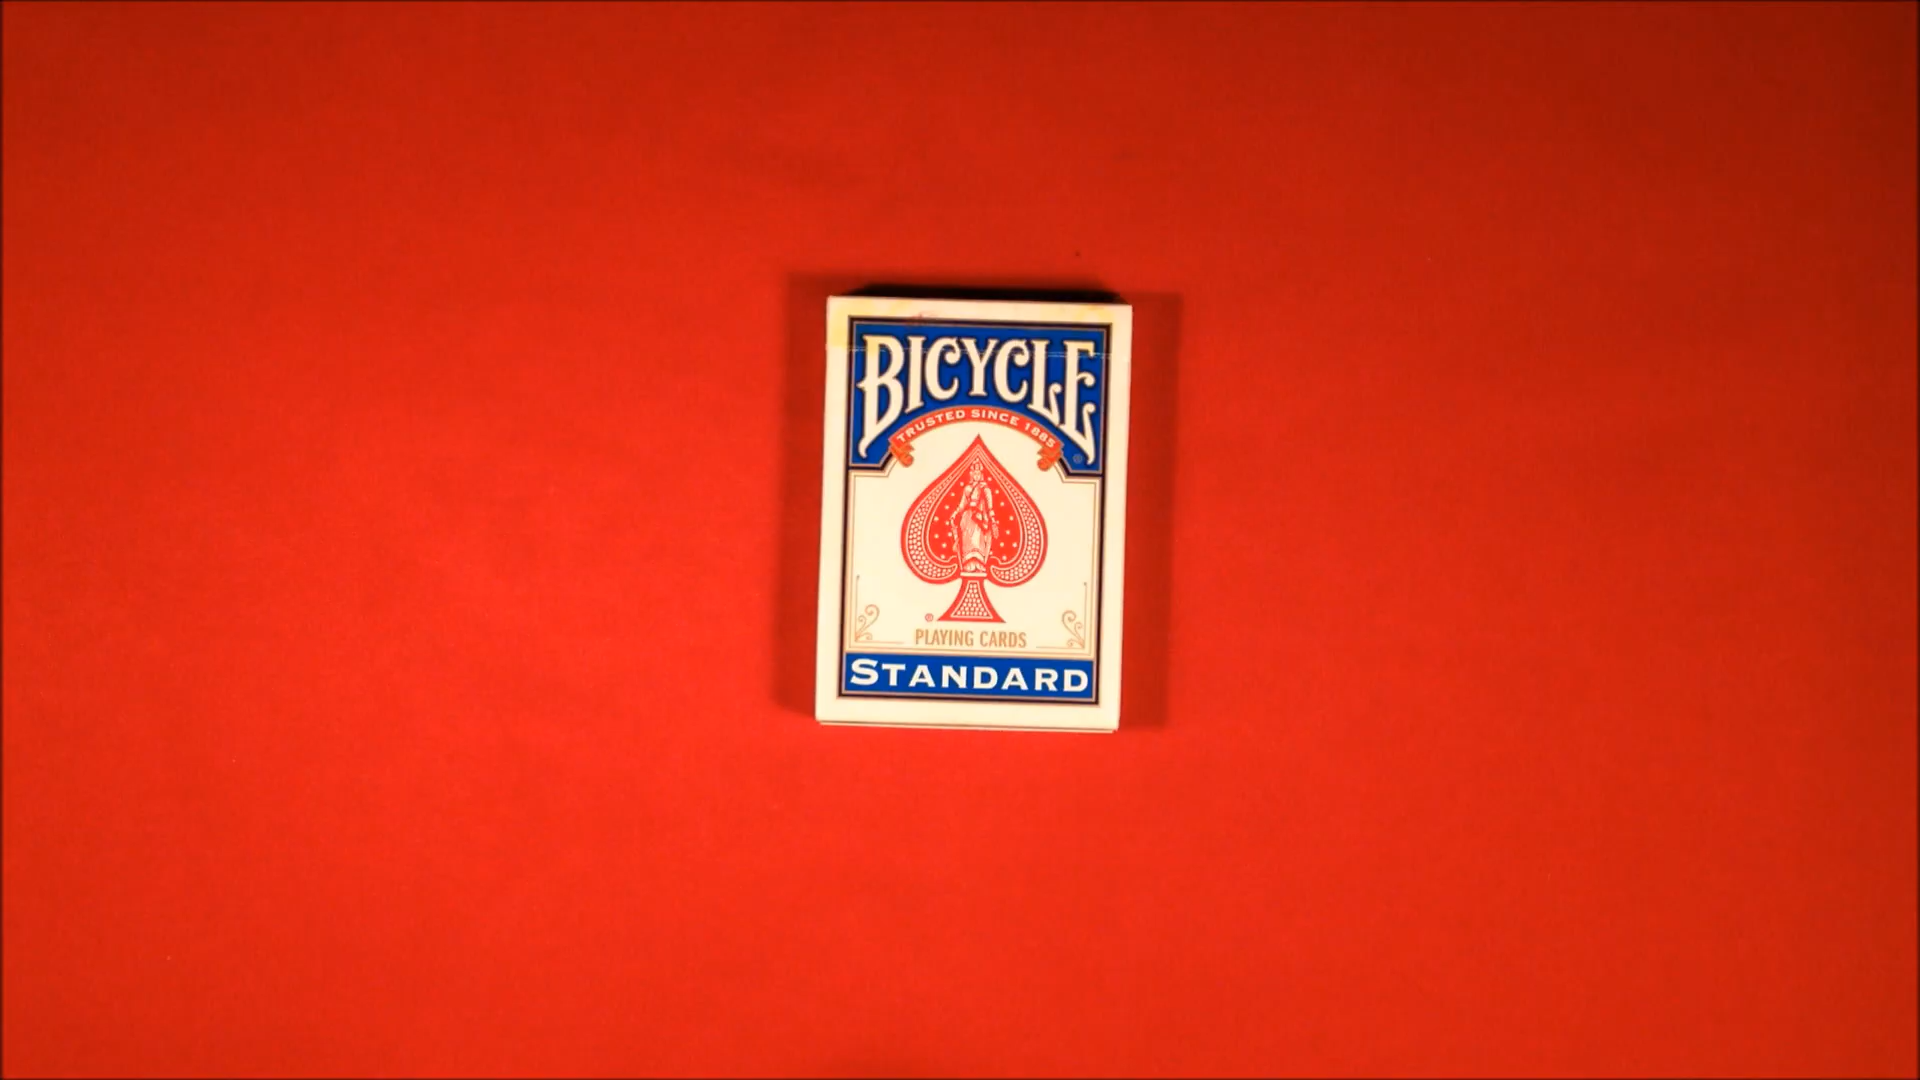 BICYCLE
®
TRUSTED SINCE 1885
®
PLAYING CARDS
STANDARD